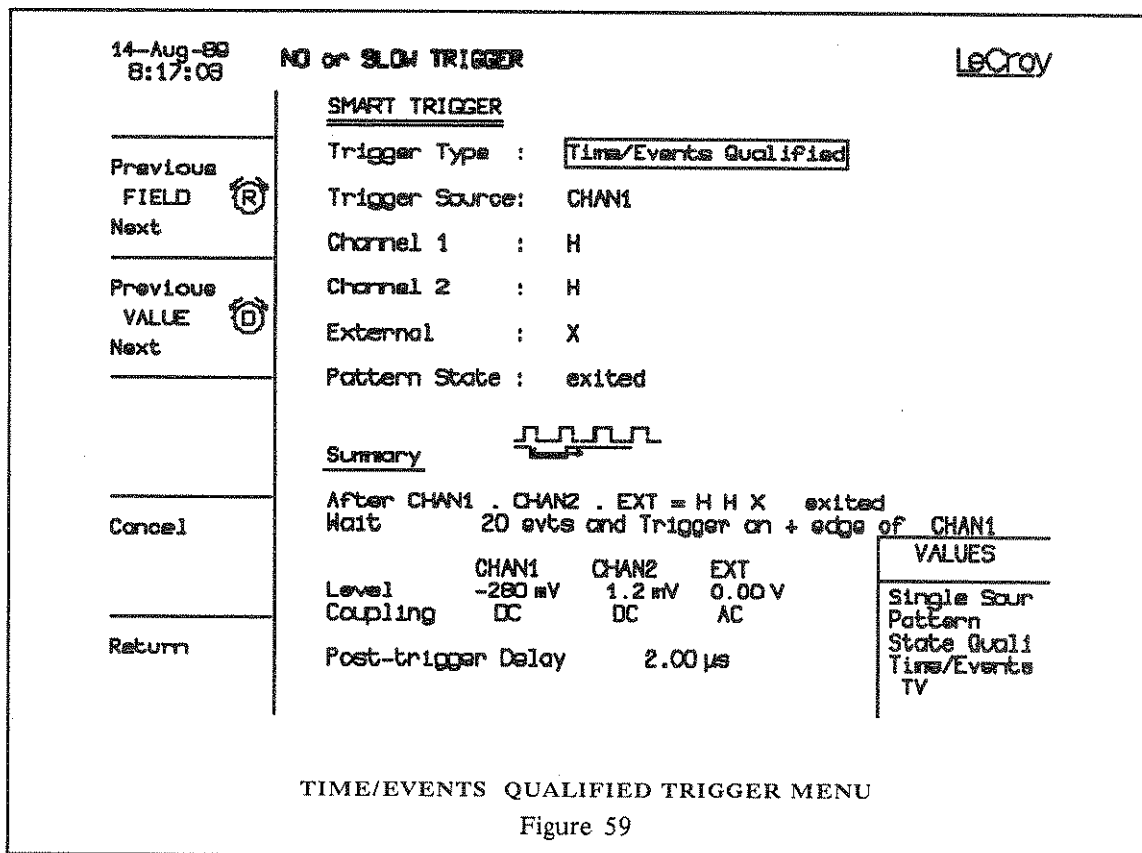 14-Aug-89
8:17:08
NO or SLOW TRIGGER
LeCroy
SMART TRIGGER
Previous
FIELD R
Next
Previous
VALUE D
Next
Cancel
Return
Trigger Type : Time/Events Qualified
Trigger Source: CHAN1
Channel 1 : H
Channel 2 : H
External : X
Pattern State : exited
Summary
After CHAN1 . CHAN2 . EXT = H H X exited
Wait 20 evts and Trigger on + edge of CHAN1
CHAN1 CHAN2 EXT
Level -280 mV 1.2 mV 0.00 V
Coupling DC DC AC
Post-trigger Delay 2.00 µs
VALUES
Single Sour
Pattern
State Quali
Time/Events
TV
TIME/EVENTS QUALIFIED TRIGGER MENU
Figure 59